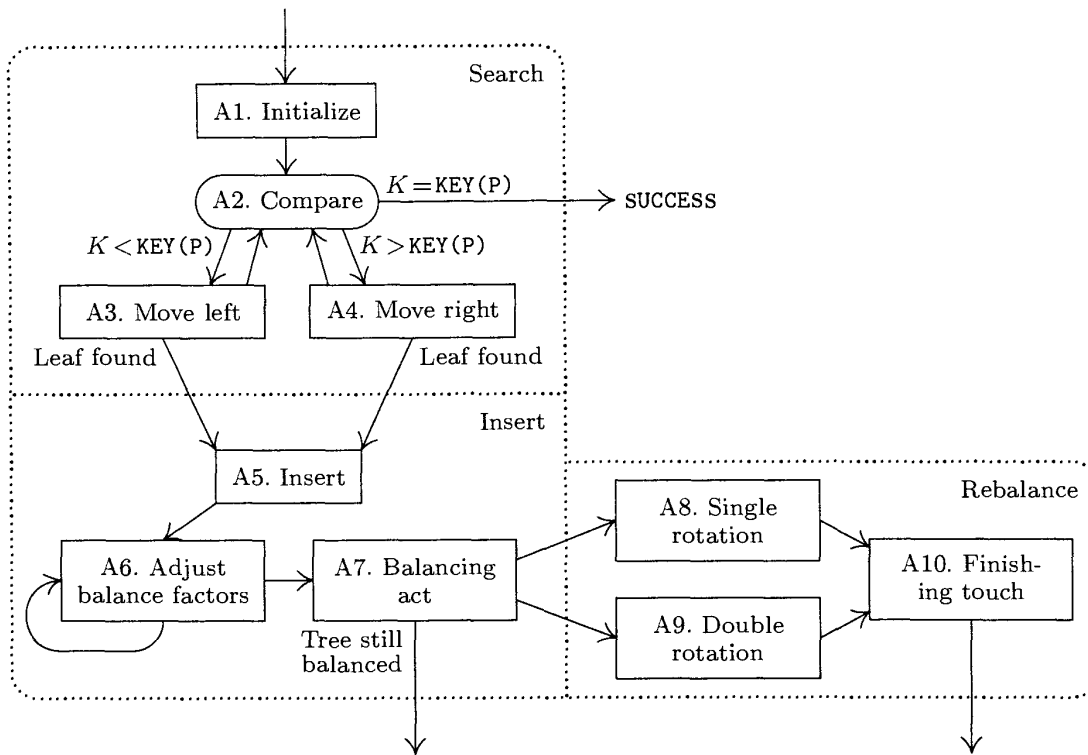 Search
A1. Initialize
A2. Compare
K=KEY(P)
SUCCESS
K<KEY(P)
K>KEY(P)
A3. Move left
A4. Move right
Leaf found
Leaf found
Insert
A5. Insert
Rebalance
A6. Adjust
balance factors
A7. Balancing
act
Tree still
balanced
A8. Single
rotation
A9. Double
rotation
A10. Finish-
ing touch